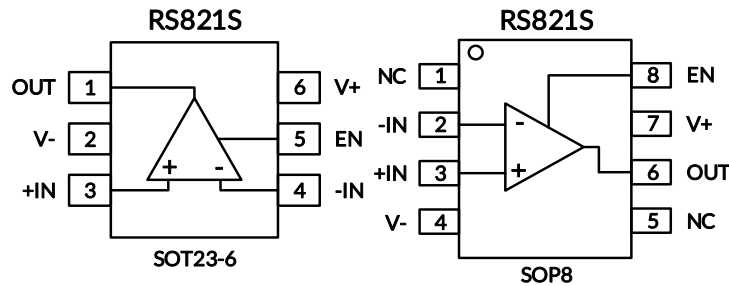 RS821S
OUT 1 6 V+
V- 2 5 EN
+IN 3 + - 4 -IN
SOT23-6
RS821S
NC 1 8 EN
-IN 2 - 7 V+
+IN 3 + 6 OUT
V- 4 5 NC
SOP8